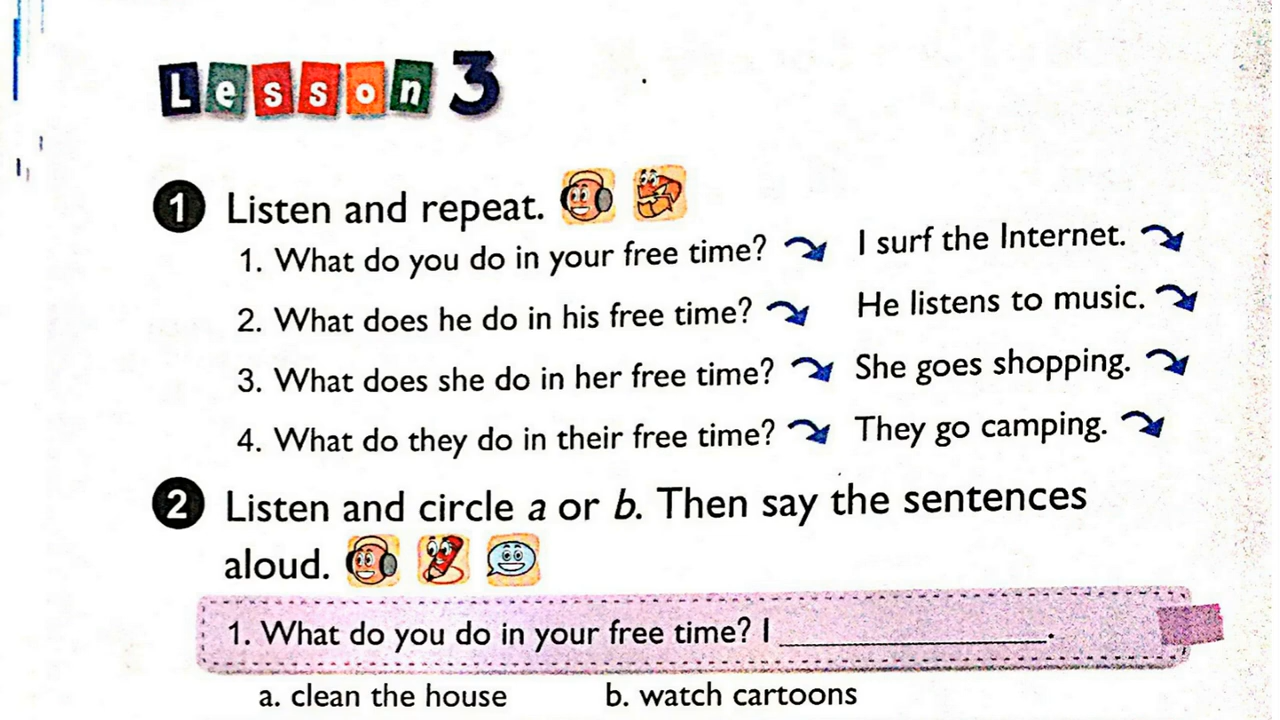 Lesson 3
1 Listen and repeat.
1. What do you do in your free time? I surf the Internet.
2. What does he do in his free time? He listens to music.
3. What does she do in her free time? She goes shopping.
4. What do they do in their free time? They go camping.
2 Listen and circle a or b. Then say the sentences
aloud.
1. What do you do in your free time? I ____________.
a. clean the house b. watch cartoons